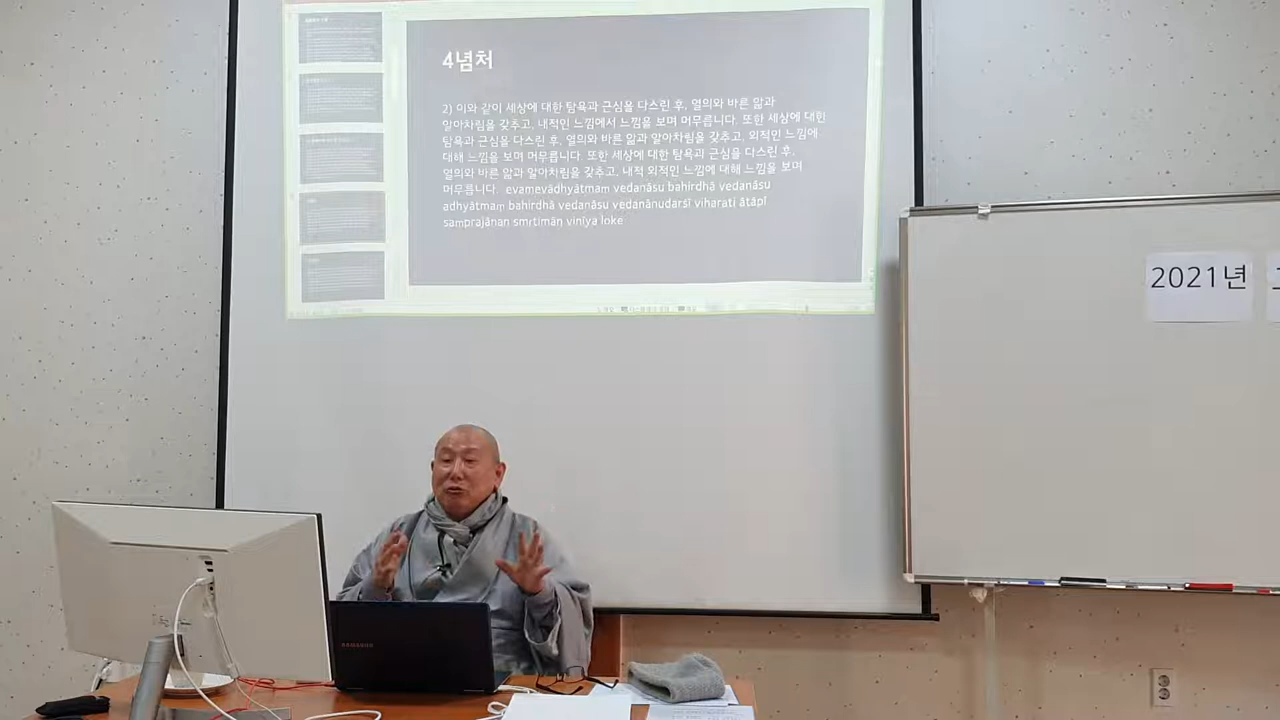 4념처
2) 이와 같이 세상에 대한 탐욕과 근심을 다스린 후, 열의와 바른 앎과
알아차림을 갖추고, 내적인 느낌에서 느낌을 보며 머무릅니다. 또한 세상에 대한
탐욕과 근심을 다스린 후, 열의와 바른 앎과 알아차림을 갖추고, 외적인 느낌에
대해 느낌을 보며 머무릅니다. 또한 세상에 대한 탐욕과 근심을 다스린 후,
열의와 바른 앎과 알아차림을 갖추고, 내적 외적인 느낌에 대해 느낌을 보며
머무릅니다. evamevādhyātmaṃ vedanāsu bahirdhā vedanāsu
adhyātmaṃ bahirdhā vedanāsu vedanānudarśī viharati ātāpī
saṃprajānan smṛtimān vinīya loke
2021년
SAMSUNG